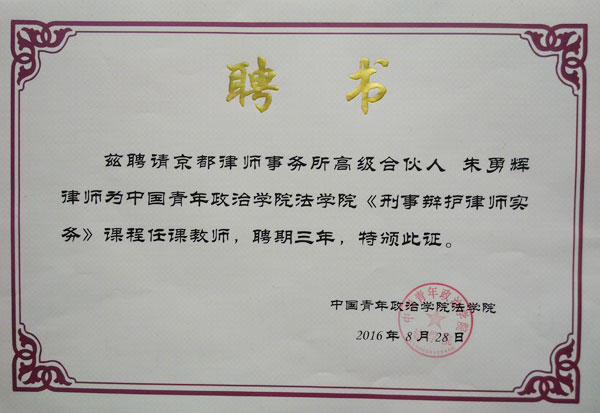 聘书
兹聘请京都律师事务所高级合伙人 朱勇辉
律师为中国青年政治学院法学院《刑事辩护律师实
务》课程任课教师，聘期三年，特颁此证。
中国青年政治学院法学院
2016年8月28日